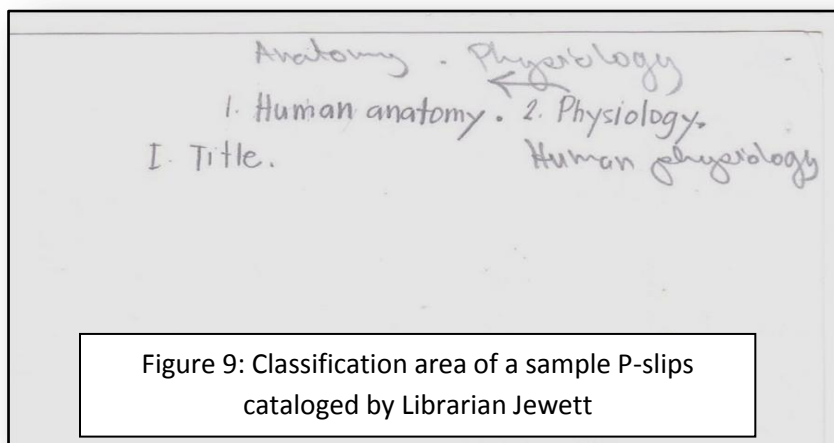 Anatomy . Physiology
1. Human anatomy. 2. Physiology.
I. Title. Human physiology
Figure 9: Classification area of a sample P-slips
cataloged by Librarian Jewett